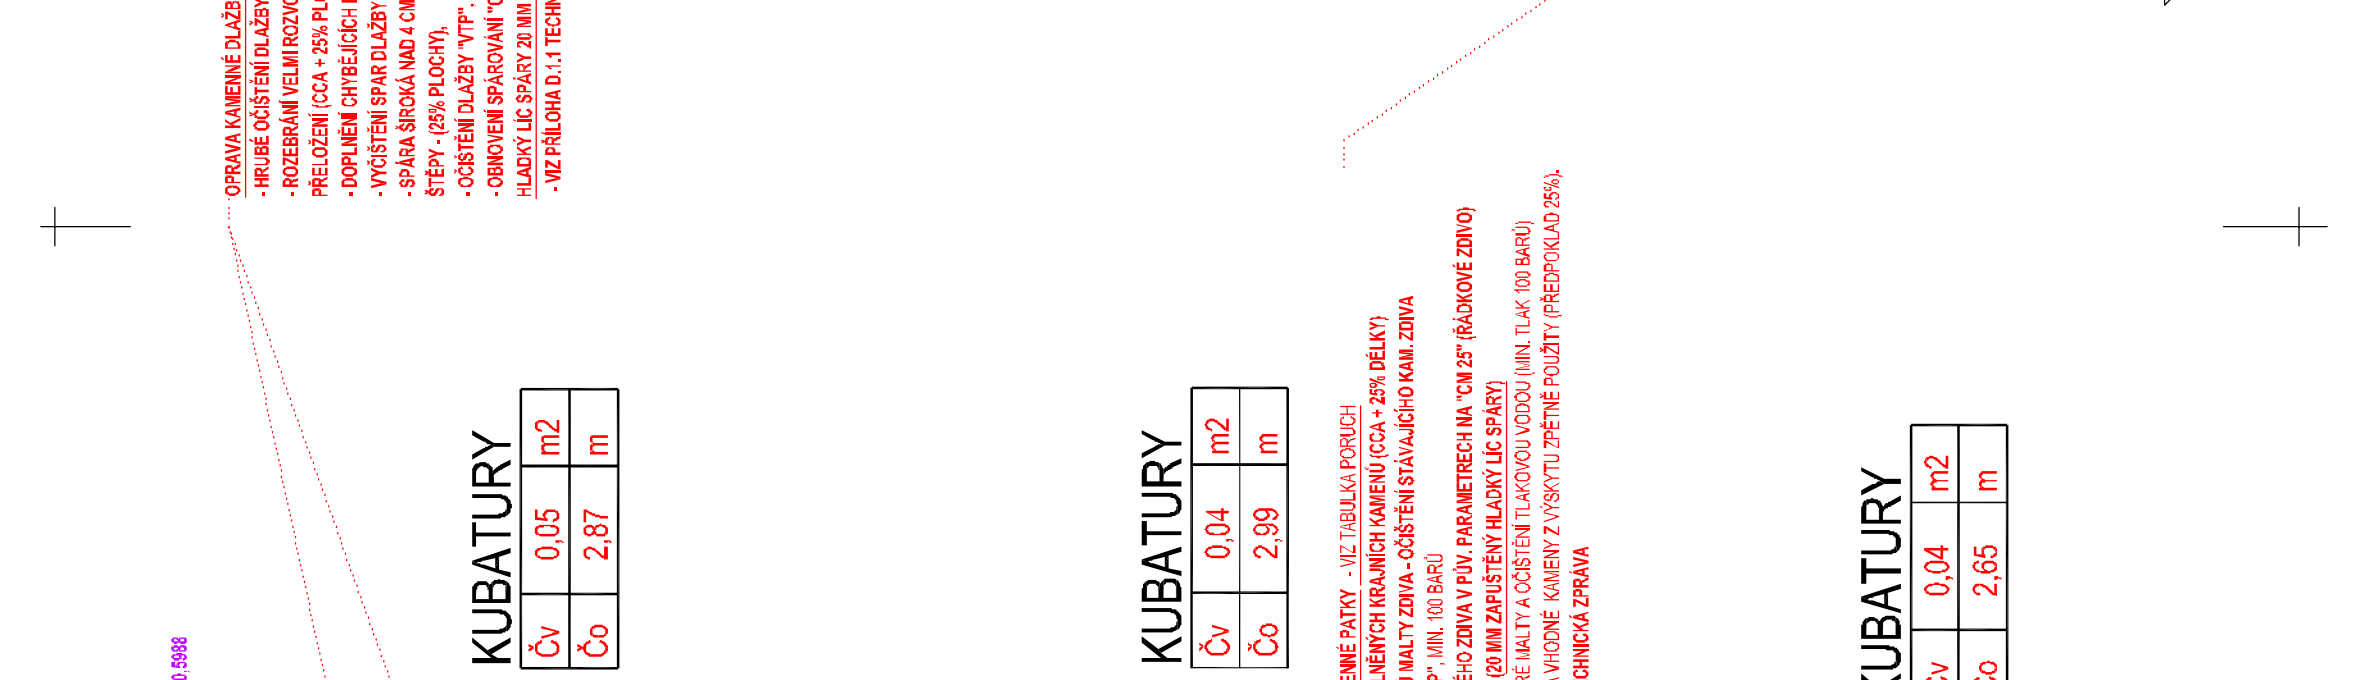 OPRAVA KAMENNÉ DLAŽB
- HRUBÉ OČIŠTĚNÍ DLAŽBY
- ROZEBRÁNÍ VELMI ROZVO
PŘELOŽENÍ (CCA + 25% PL
- DOPLNĚNÍ CHYBĚJÍCÍCH
- VYČIŠTĚNÍ SPAR DLAŽBY
- SPÁRA ŠIROKÁ NAD 4 CM
ŠTĚPY - (25% PLOCHY),
- OČIŠTĚNÍ DLAŽBY "VTP",
- OBNOVENÍ SPÁROVÁNÍ "C
HLADKÝ LÍC SPÁRY 20 MM
- VIZ PŘÍLOHA D.1.1 TECHN
0,5988
KUBATURY
Čv 0,05 m2
Čo 2,87 m
KUBATURY
Čv 0,04 m2
Čo 2,99 m
ENNÉ PATKY - VIZ TABULKA PORUCH
LNĚNÝCH KRAJNÍCH KAMENŮ (CCA + 25% DÉLKY)
U MALTY ZDIVA - OČIŠTĚNÍ STÁVAJÍCÍHO KAM. ZDIVA
P", MIN. 100 BARŮ
ÉHO ZDIVA V PŮV. PARAMETRECH NA "CM 25" (ŘÁDKOVÉ ZDIVO)
(20 MM ZAPUŠTĚNÝ HLADKÝ LÍC SPÁRY)
RÉ MALTY A OČIŠTĚNÍ TLAKOVOU VODOU (MIN. TLAK 100 BARŮ)
A VHODNÉ KAMENY Z VÝSKYTU ZPĚTNĚ POUŽITY (PŘEDPOKLAD 25%).
CHNICKÁ ZPRÁVA
KUBATURY
Čv 0,04 m2
Čo 2,65 m